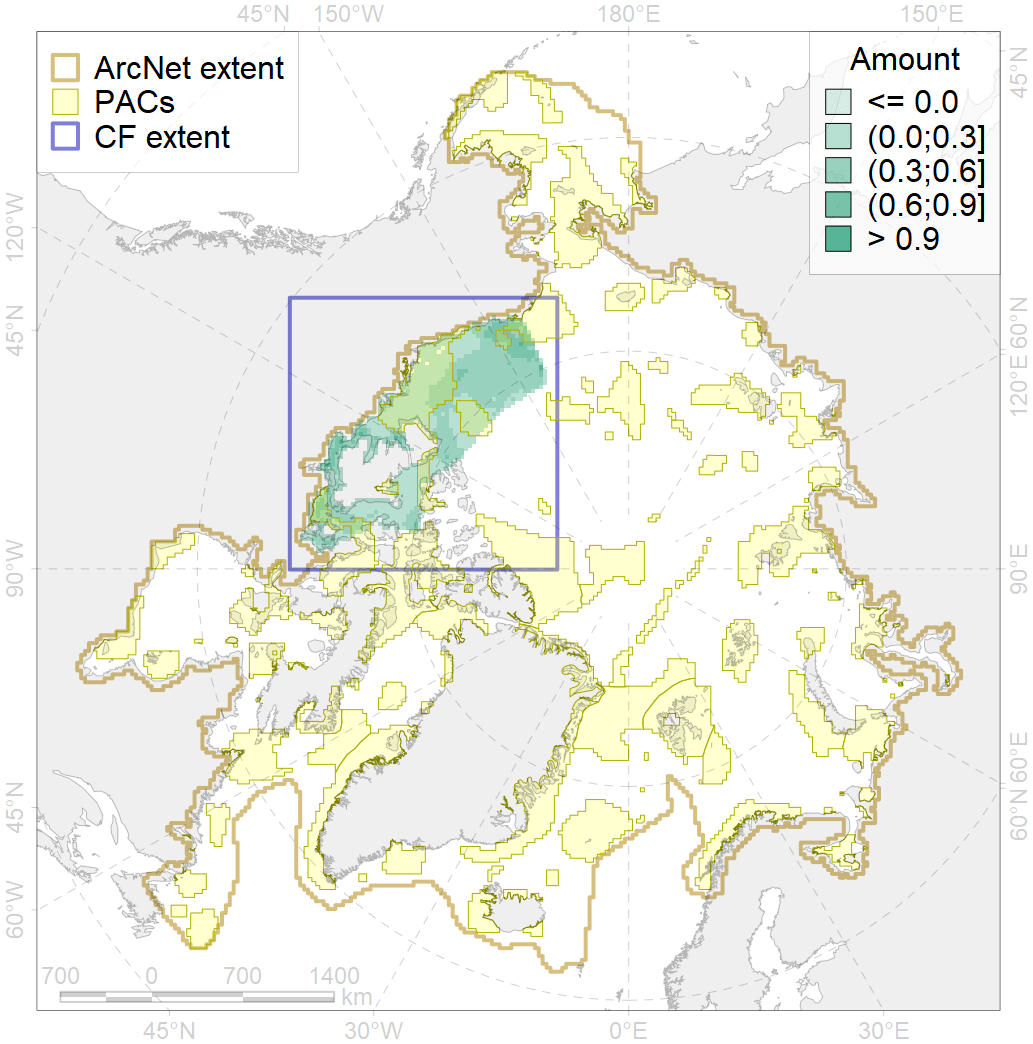 45°N 150°W 180°E 150°E
ArcNet extent
PACs
CF extent
Amount
<= 0.0
(0.0;0.3]
(0.3;0.6]
(0.6;0.9]
> 0.9
45°N
120°W
45°N
90°W
45°N
60°W
60°N
120°E
90°E
60°E
60°N
700 0 700 1400
km
45°N 30°W 0°E 30°E